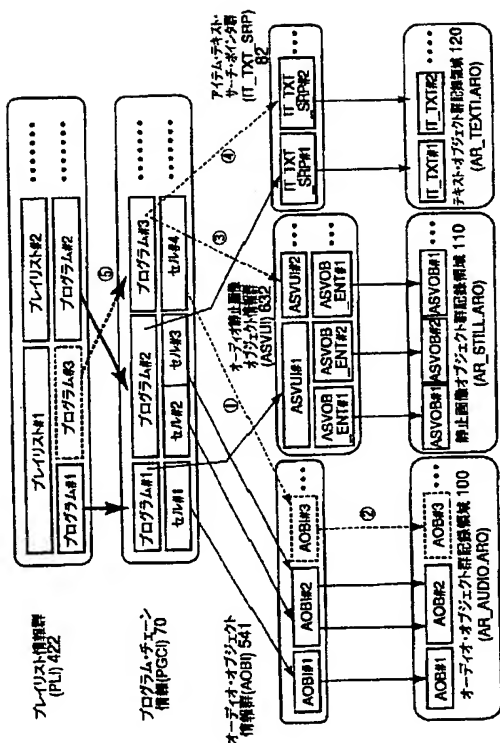 プレイリスト情報群
(PLI) 422
プレイリスト#1
プレイリスト#2
プログラム#1
プログラム#3
プログラム#2
⑤
プログラム・チェーン
情報(PGCI) 70
プログラム#1
プログラム#2
プログラム#3
セル#1
セル#2
セル#3
セル#4
①
③
④
オーディオ・オブジェクト
情報群(AOBI) 541
AOBI#1
AOBI#2
AOBI#3
②
オーディオ静止画像
オブジェクト情報群
(ASVUI) 632
ASVUI#1
ASVUI#2
ASVOB
_ENT#1
ASVOB
_ENT#2
ASVOB
_ENT#1
アイテム・テキスト・
サーチ・ポインタ群
(IT_TXT_SRP)
82
IT_TXT
_SRP#1
IT_TXT
_SRP#2
AOB#1
AOB#2
AOB#3
オーディオ・オブジェクト群記録領域 100
(AR_AUDIO.ARO)
ASVOB#1
ASVOB#2
ASVOB#1
静止画像オブジェクト群記録領域 110
(AR_STILL.ARO)
IT_TXT#1
IT_TXT#2
テキスト・オブジェクト群記録領域 120
(AR_TEXT1.ARO)